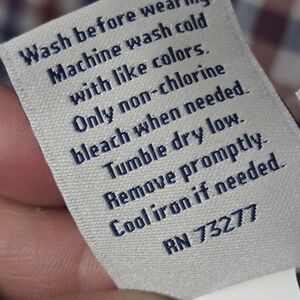 Wash before wearing
Machine wash cold
with like colors.
Only non-chlorine
bleach when needed.
Tumble dry low.
Remove promptly.
Cool iron if needed.
RN 73277